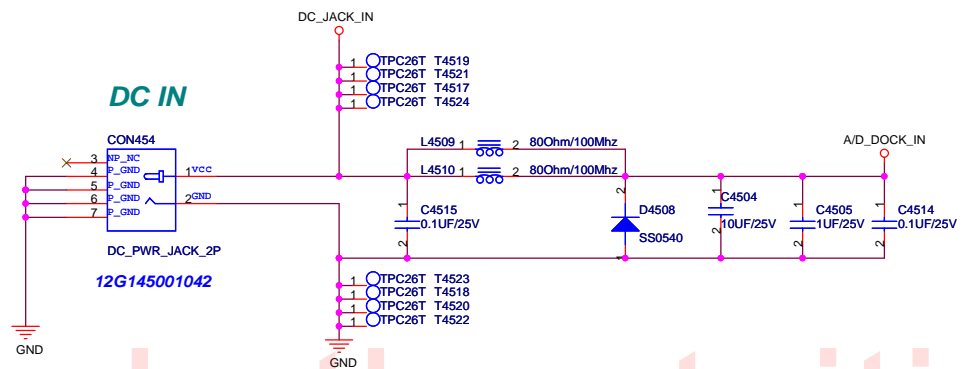 DC_JACK_IN
1 TPC26T T4519
1 TPC26T T4521
1 TPC26T T4517
1 TPC26T T4524
DC IN
CON454
3 NP_NC
4 P_GND
5 P_GND
6 P_GND
7 P_GND
1 VCC
2 GND
DC_PWR_JACK_2P
12G145001042
GND
L4509 1 2 80Ohm/100Mhz
L4510 1 2 80Ohm/100Mhz
A/D_DOCK_IN
1 C4515 0.1UF/25V 2
2 D4508 SS0540 1
1 C4504 10UF/25V 2
1 C4505 1UF/25V 2
1 C4514 0.1UF/25V 2
1 TPC26T T4523
1 TPC26T T4518
1 TPC26T T4520
1 TPC26T T4522
GND